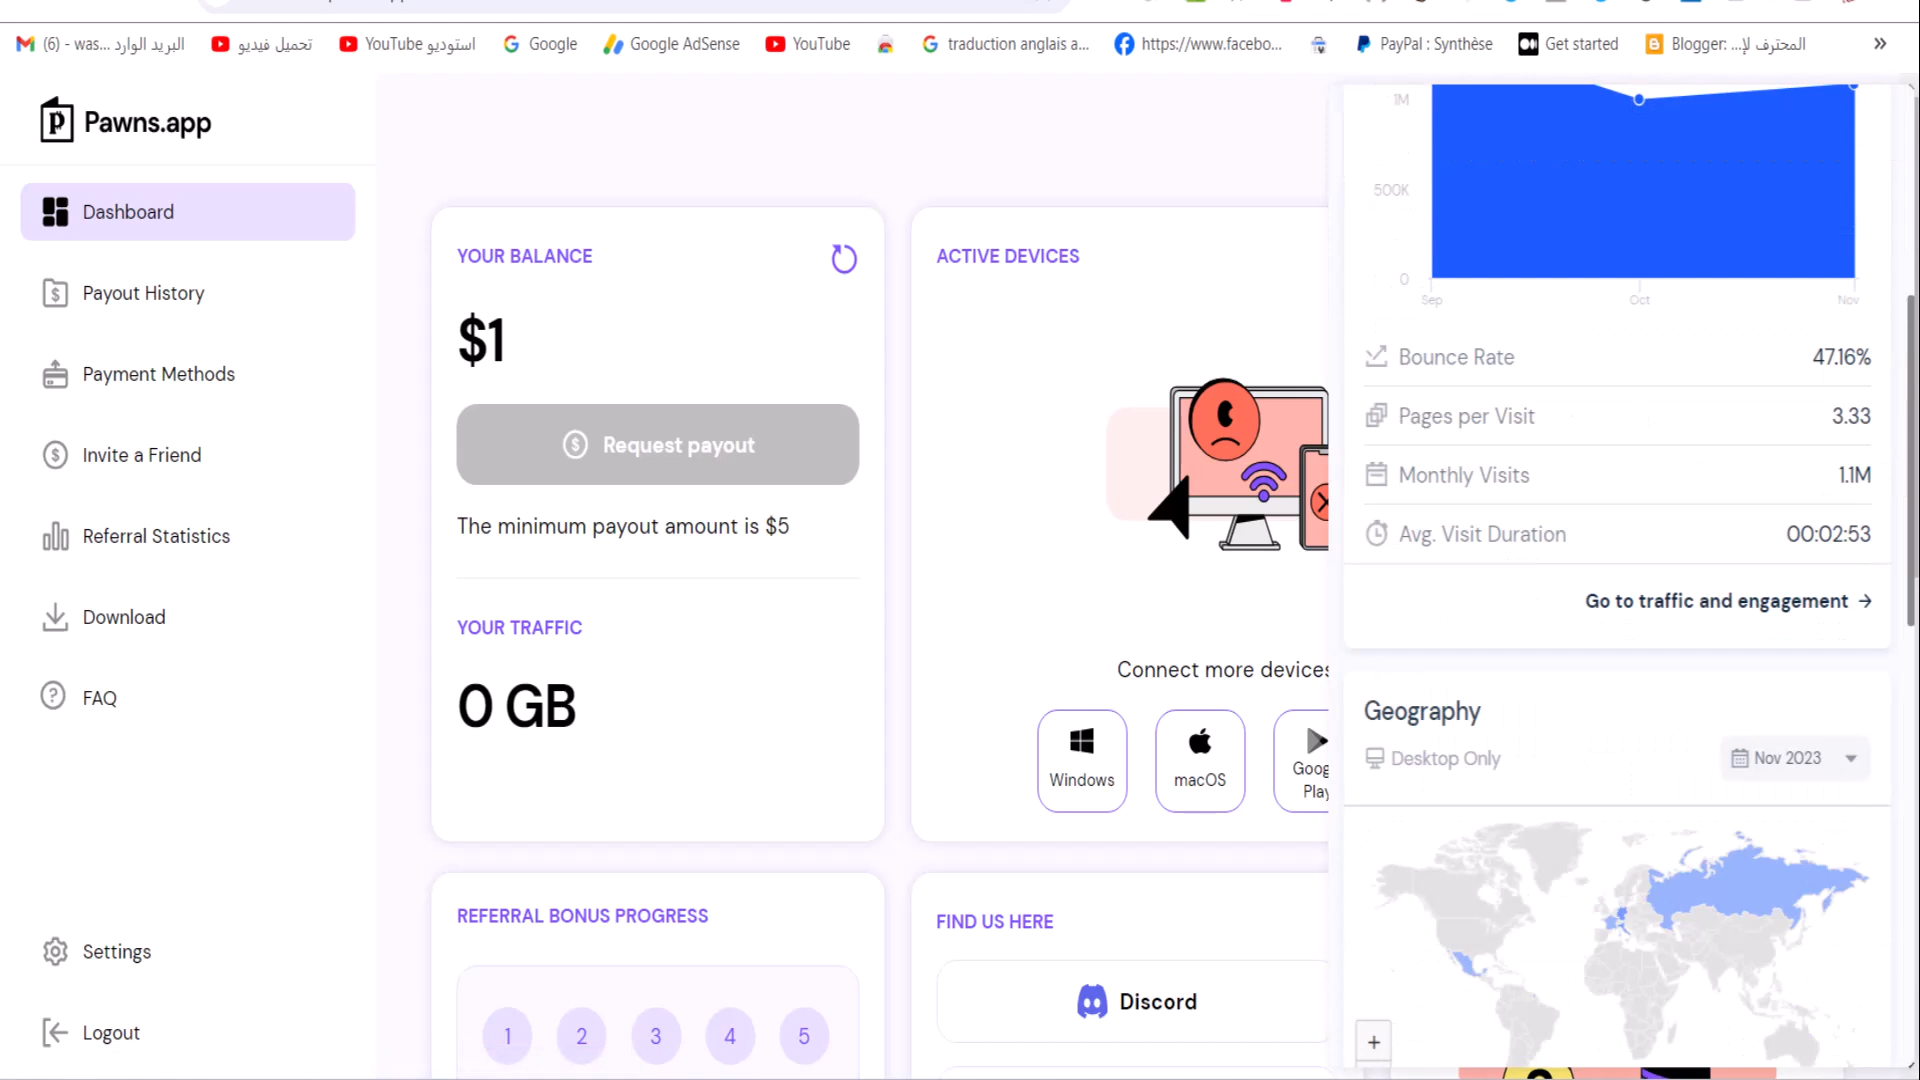 (6) - was... البريد الوارد
تحميل فيديو
استوديو YouTube
Google
Google AdSense
YouTube
traduction anglais a...
https://www.facebo...
PayPal : Synthèse
Get started
Blogger: ...المحترف لإ
Pawns.app
Dashboard
Payout History
Payment Methods
Invite a Friend
Referral Statistics
Download
FAQ
Settings
Logout
YOUR BALANCE
$1
Request payout
The minimum payout amount is $5
YOUR TRAFFIC
0 GB
ACTIVE DEVICES
Connect more devices
Windows
macOS
Goog
Play
REFERRAL BONUS PROGRESS
1 2 3 4 5
FIND US HERE
Discord
1M
500K
0
Sep Oct Nov
Bounce Rate 47.16%
Pages per Visit 3.33
Monthly Visits 1.1M
Avg. Visit Duration 00:02:53
Go to traffic and engagement →
Geography
Desktop Only
Nov 2023
+